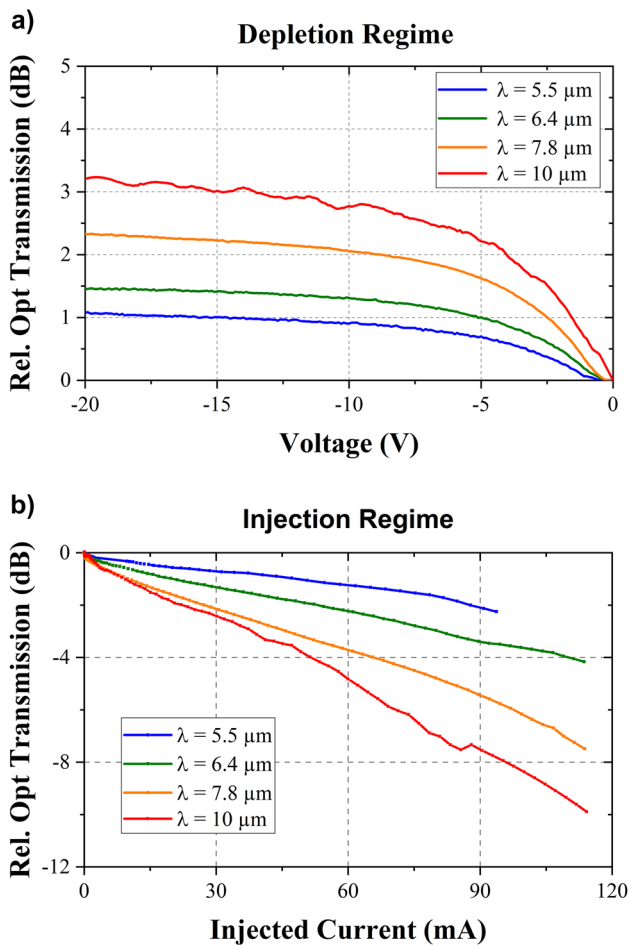 a)
Depletion Regime
Rel. Opt Transmission (dB)
5
4
3
2
1
0
λ = 5.5 µm
λ = 6.4 µm
λ = 7.8 µm
λ = 10 µm
-20 -15 -10 -5 0
Voltage (V)
b)
Injection Regime
Rel. Opt Transmission (dB)
0
-4
-8
-12
λ = 5.5 µm
λ = 6.4 µm
λ = 7.8 µm
λ = 10 µm
0 30 60 90 120
Injected Current (mA)